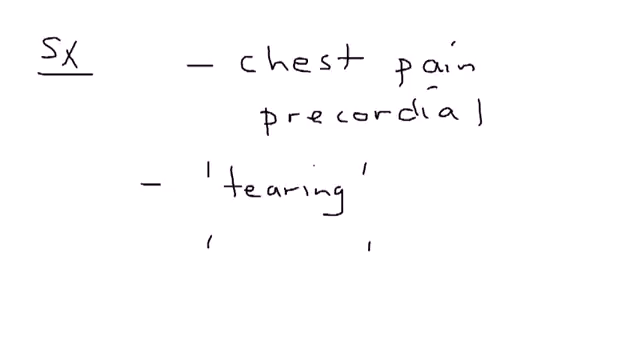 Sx - chest pain
precordial
- 'tearing'
' '